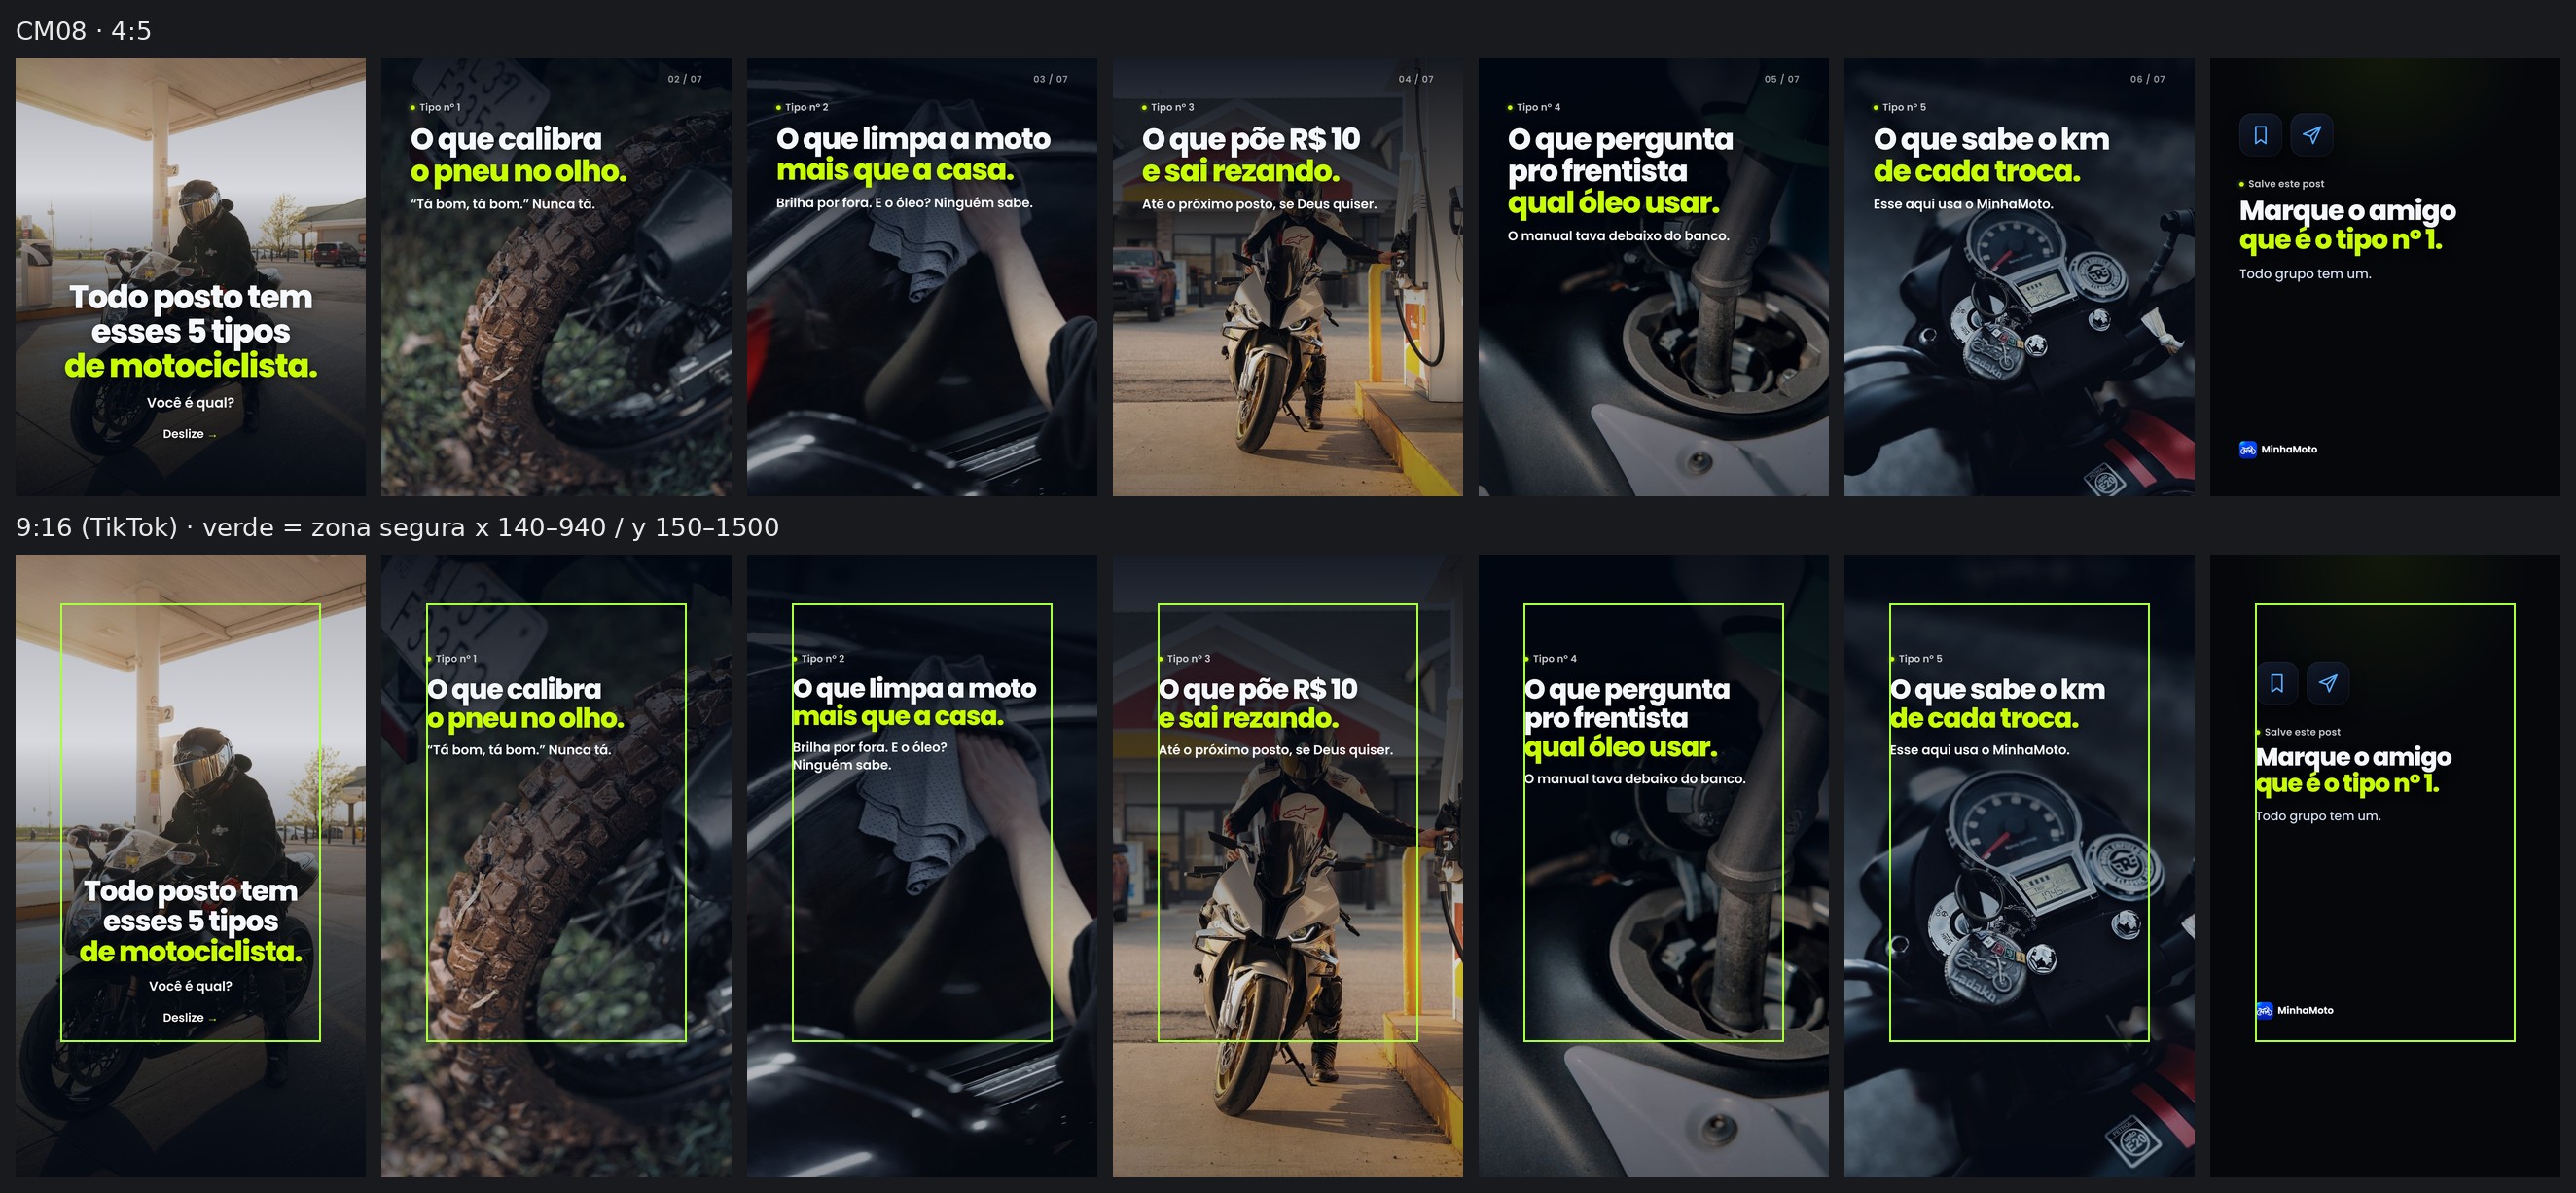 CM08 · 4:5
Todo posto tem
esses 5 tipos
de motociclista.
Você é qual?
Deslize →
02 / 07
Tipo nº 1
O que calibra
o pneu no olho.
“Tá bom, tá bom.” Nunca tá.
03 / 07
Tipo nº 2
O que limpa a moto
mais que a casa.
Brilha por fora. E o óleo? Ninguém sabe.
04 / 07
Tipo nº 3
O que põe R$ 10
e sai rezando.
Até o próximo posto, se Deus quiser.
05 / 07
Tipo nº 4
O que pergunta
pro frentista
qual óleo usar.
O manual tava debaixo do banco.
06 / 07
Tipo nº 5
O que sabe o km
de cada troca.
Esse aqui usa o MinhaMoto.
Ladakh
E20
Salve este post
Marque o amigo
que é o tipo nº 1.
Todo grupo tem um.
MinhaMoto
9:16 (TikTok) · verde = zona segura x 140–940 / y 150–1500
Todo posto tem
esses 5 tipos
de motociclista.
Você é qual?
Deslize →
Tipo nº 1
O que calibra
o pneu no olho.
“Tá bom, tá bom.” Nunca tá.
Tipo nº 2
O que limpa a moto
mais que a casa.
Brilha por fora. E o óleo?
Ninguém sabe.
Tipo nº 3
O que põe R$ 10
e sai rezando.
Até o próximo posto, se Deus quiser.
Tipo nº 4
O que pergunta
pro frentista
qual óleo usar.
O manual tava debaixo do banco.
Tipo nº 5
O que sabe o km
de cada troca.
Esse aqui usa o MinhaMoto.
Ladakh
PETROL
E20
Salve este post
Marque o amigo
que é o tipo nº 1.
Todo grupo tem um.
MinhaMoto